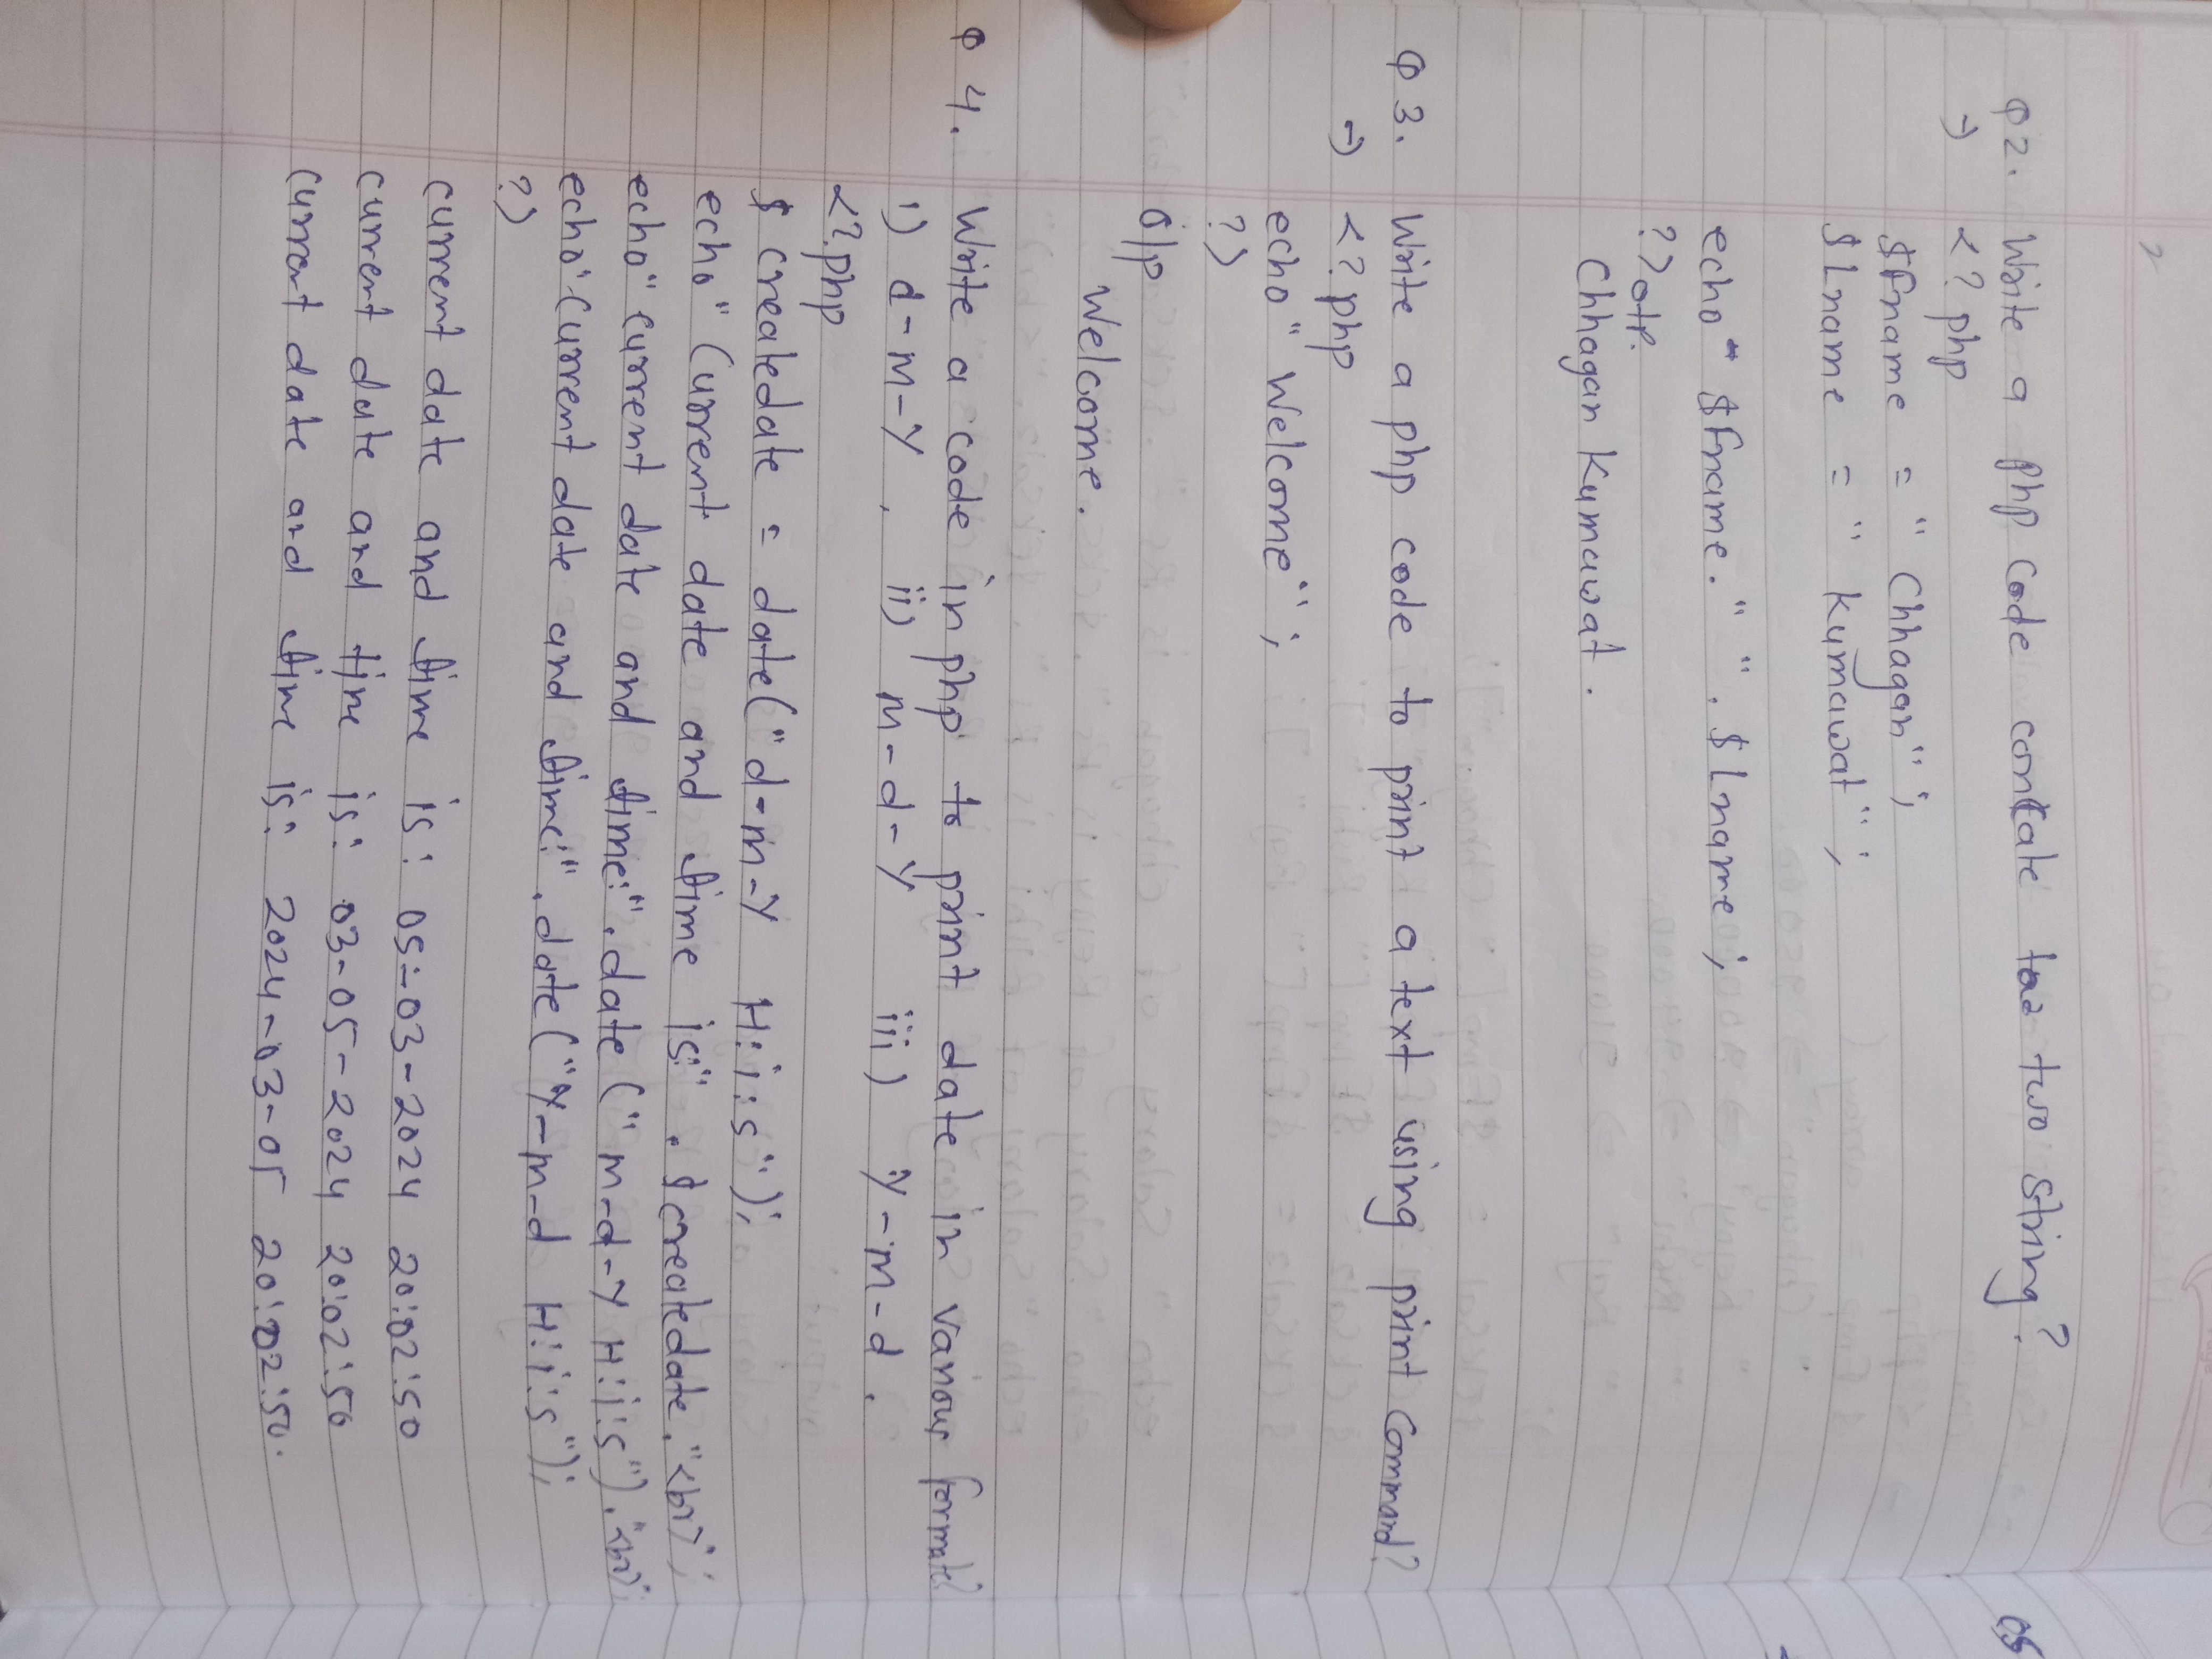 2
Q2. Write a php code contcate two string?
→ <?php
$fname = "Chhagan";
$Lname = "Kumawat";
echo $fname." ".$Lname;
?> otp.
Chhagan Kumawat.
Q3. Write a php code to print a text using print Command?
→ <?php
echo "Welcome";
?>
o/p
Welcome.
Q4. Write a code in php to print date in various format
i) d-m-Y, ii) m-d-Y iii) Y-m-d.
<?php
$createdate = date("d-m-Y H:i:s");
echo "Current date and time is:" . $createdate."<br>;
echo "current date and time:".date("m-d-Y H:i:s")."<br>;
echo "Current date and time:".date("Y-m-d H:i:s");
?>
current date and time is: 05-03-2024 20:02:50
current date and time is: 03-05-2024 20:02:50
current date and time is: 2024-03-05 20:02:50.